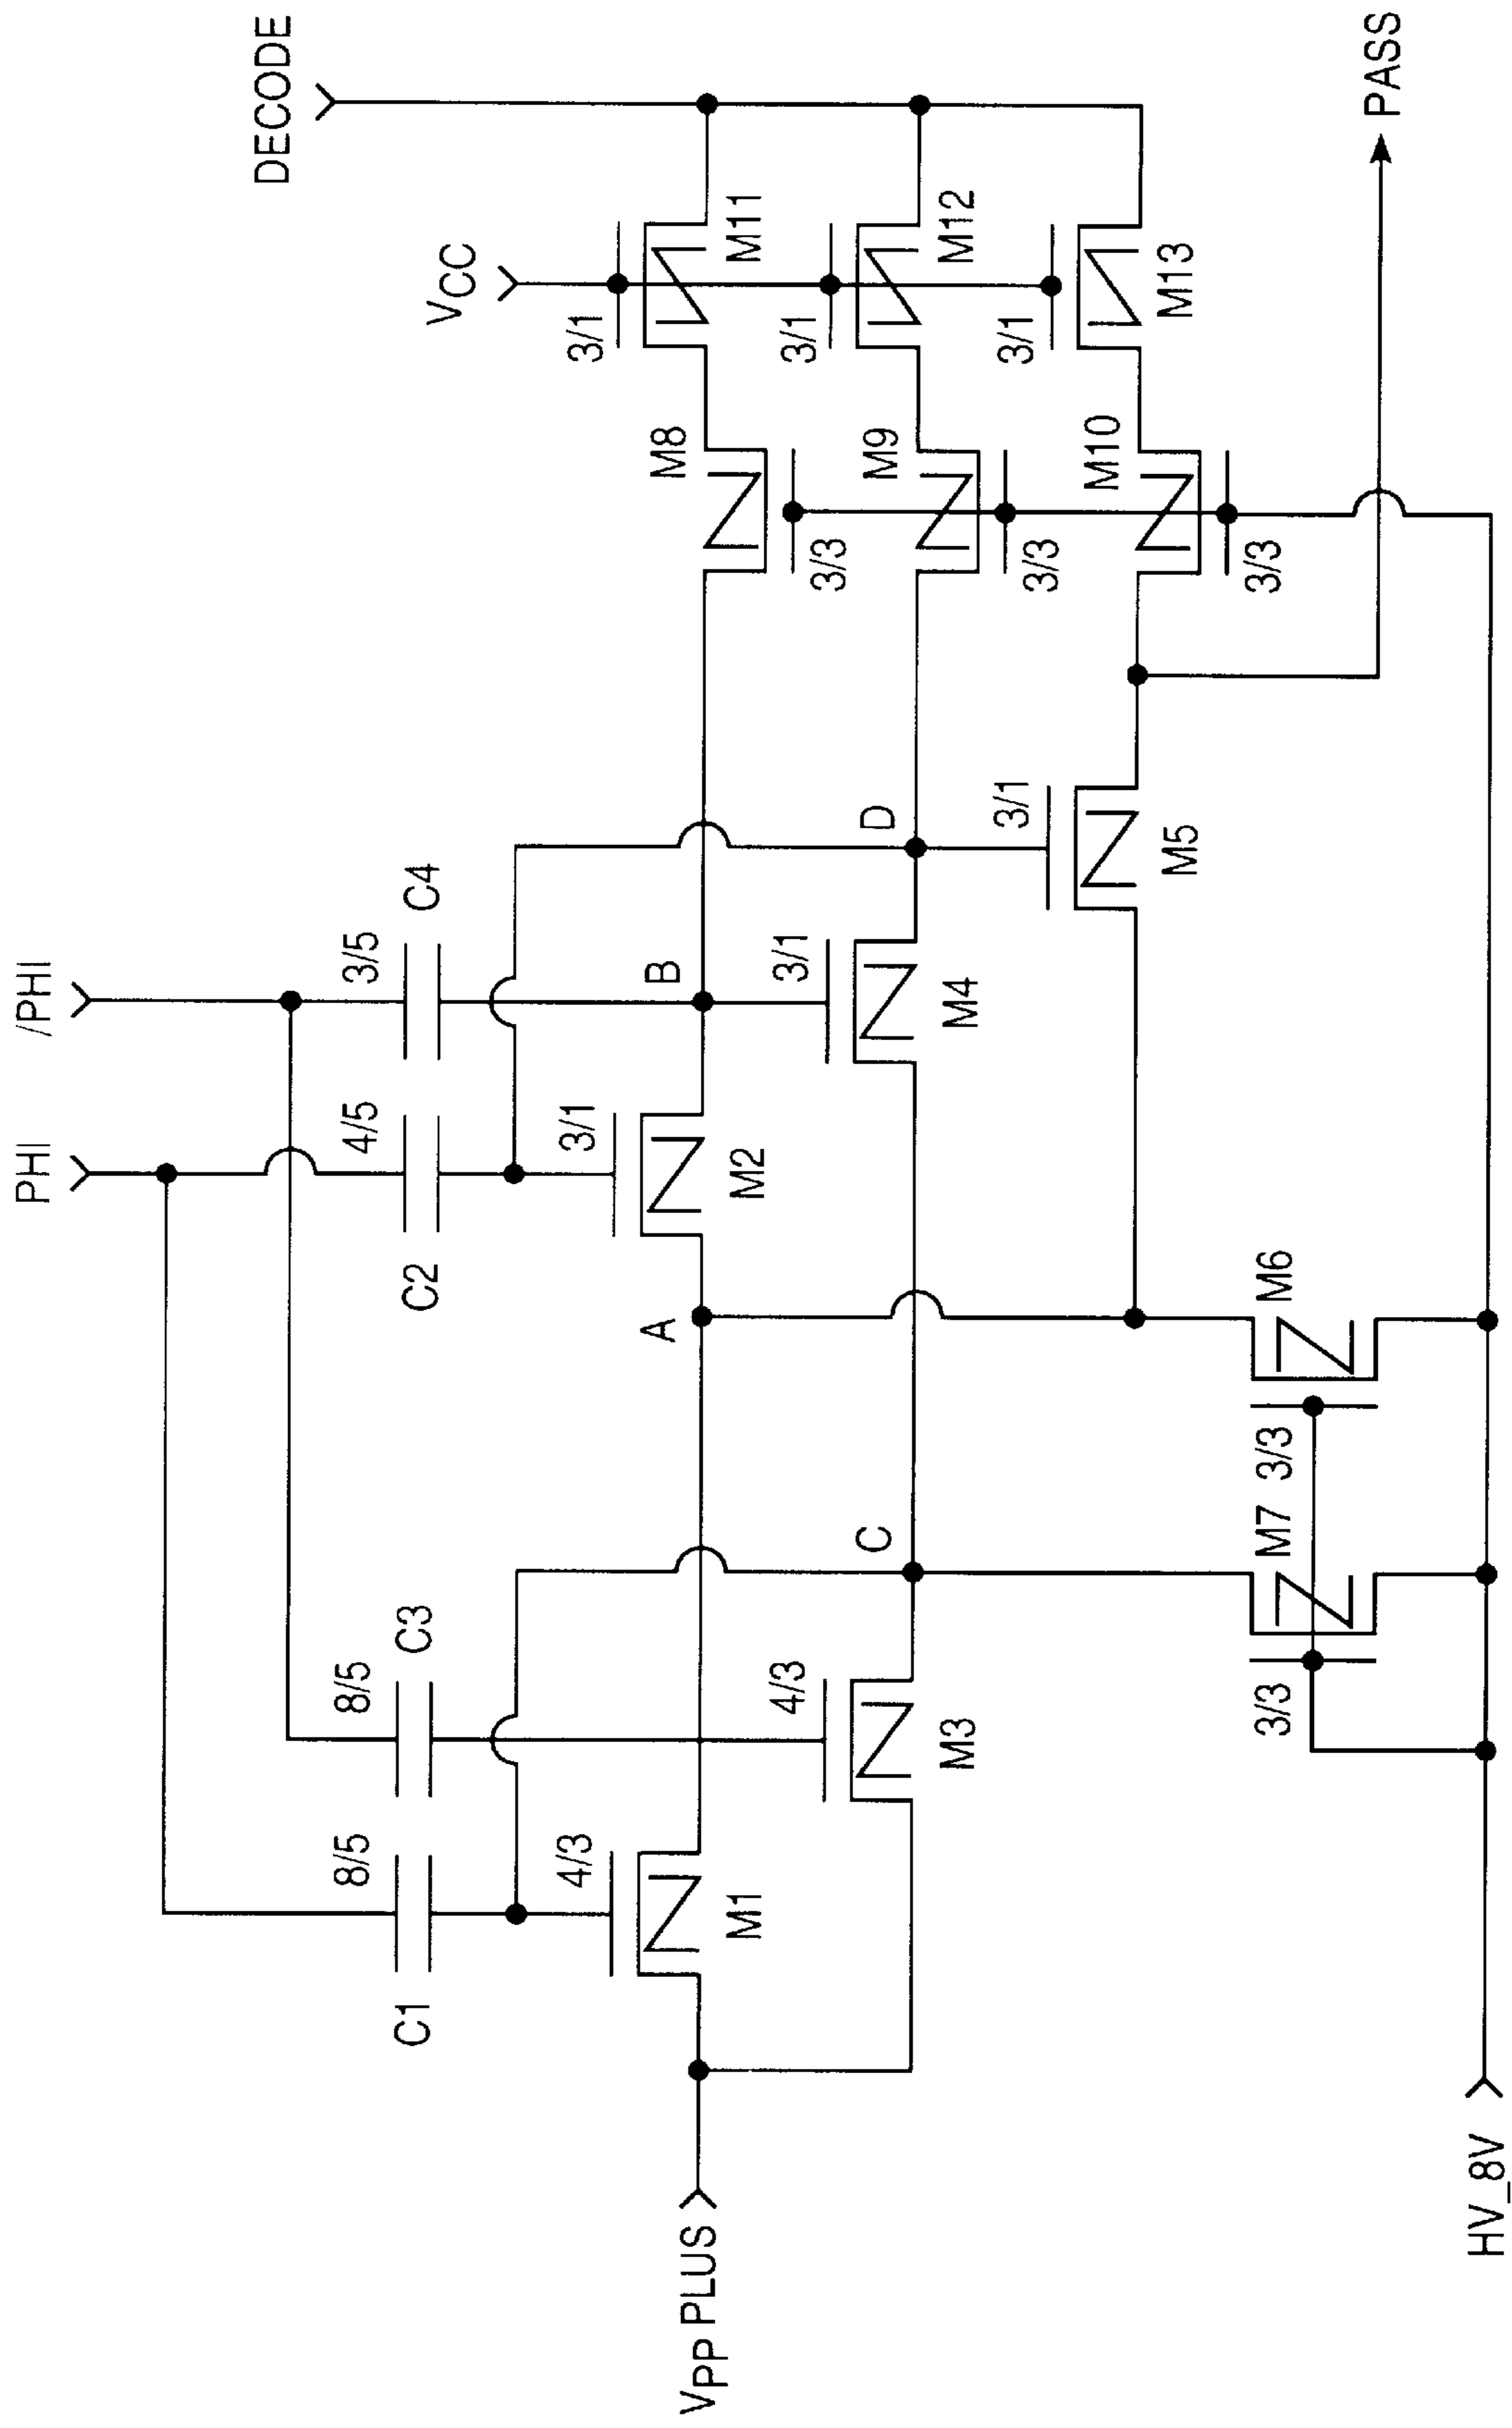 PHI
/PHI
DECODE
VCC
C1
8/5
8/5
C3
C2
4/5
3/5
C4
4/3
M1
4/3
M3
A
3/1
M2
B
3/1
M4
C
D
3/1
M5
M8
3/3
M9
3/3
M10
3/3
3/1
M11
3/1
M12
3/1
M13
3/3
M7
3/3
M6
VPP PLUS
HV_8V
PASS